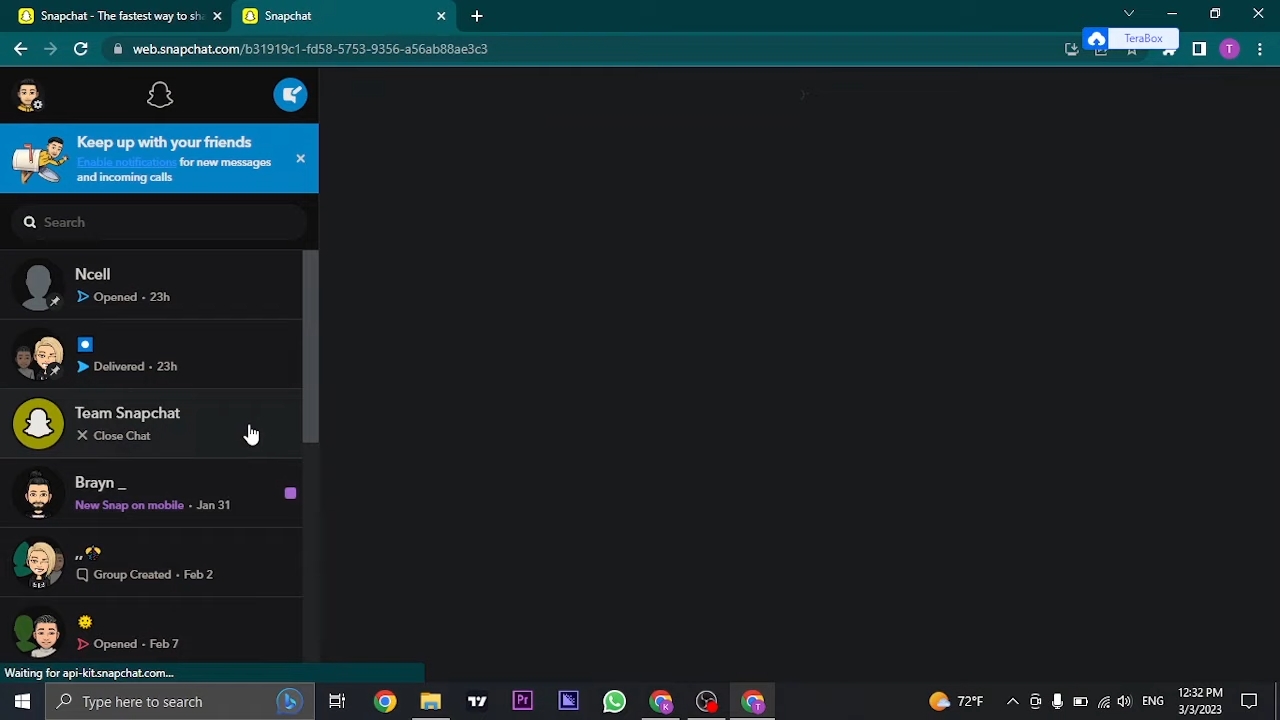 Snapchat - The fastest way to sha
Snapchat
web.snapchat.com/b31919c1-fd58-5753-9356-a56ab88ae3c3
TeraBox
T
Keep up with your friends
Enable notifications for new messages
and incoming calls
Search
Ncell
Opened · 23h
Delivered · 23h
Team Snapchat
Close Chat
Brayn _
New Snap on mobile · Jan 31
,,
Group Created · Feb 2
Opened · Feb 7
Waiting for api-kit.snapchat.com...
Type here to search
Pr
K
T
72°F
ENG
12:32 PM
3/3/2023